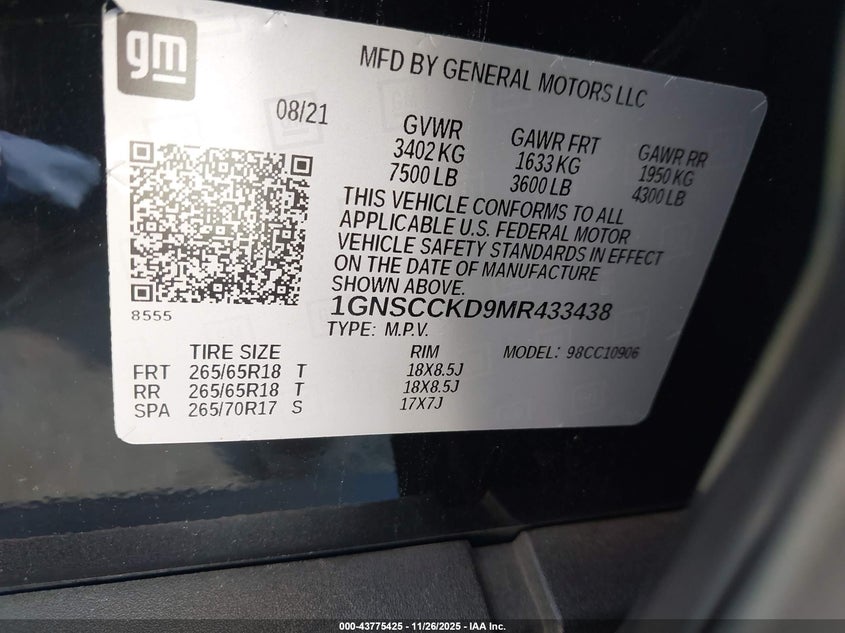 gm
MFD BY GENERAL MOTORS LLC
08/21
GVWR
3402 KG
7500 LB
GAWR FRT
1633 KG
3600 LB
GAWR RR
1950 KG
4300 LB
THIS VEHICLE CONFORMS TO ALL
APPLICABLE U.S. FEDERAL MOTOR
VEHICLE SAFETY STANDARDS IN EFFECT
ON THE DATE OF MANUFACTURE
SHOWN ABOVE.
8555
1GNSCCKD9MR433438
TYPE: M.P.V.
TIRE SIZE RIM MODEL: 98CC10906
FRT 265/65R18 T 18X8.5J
RR 265/65R18 T 18X8.5J
SPA 265/70R17 S 17X7J
000-43775425 - 11/26/2025 - IAA Inc.